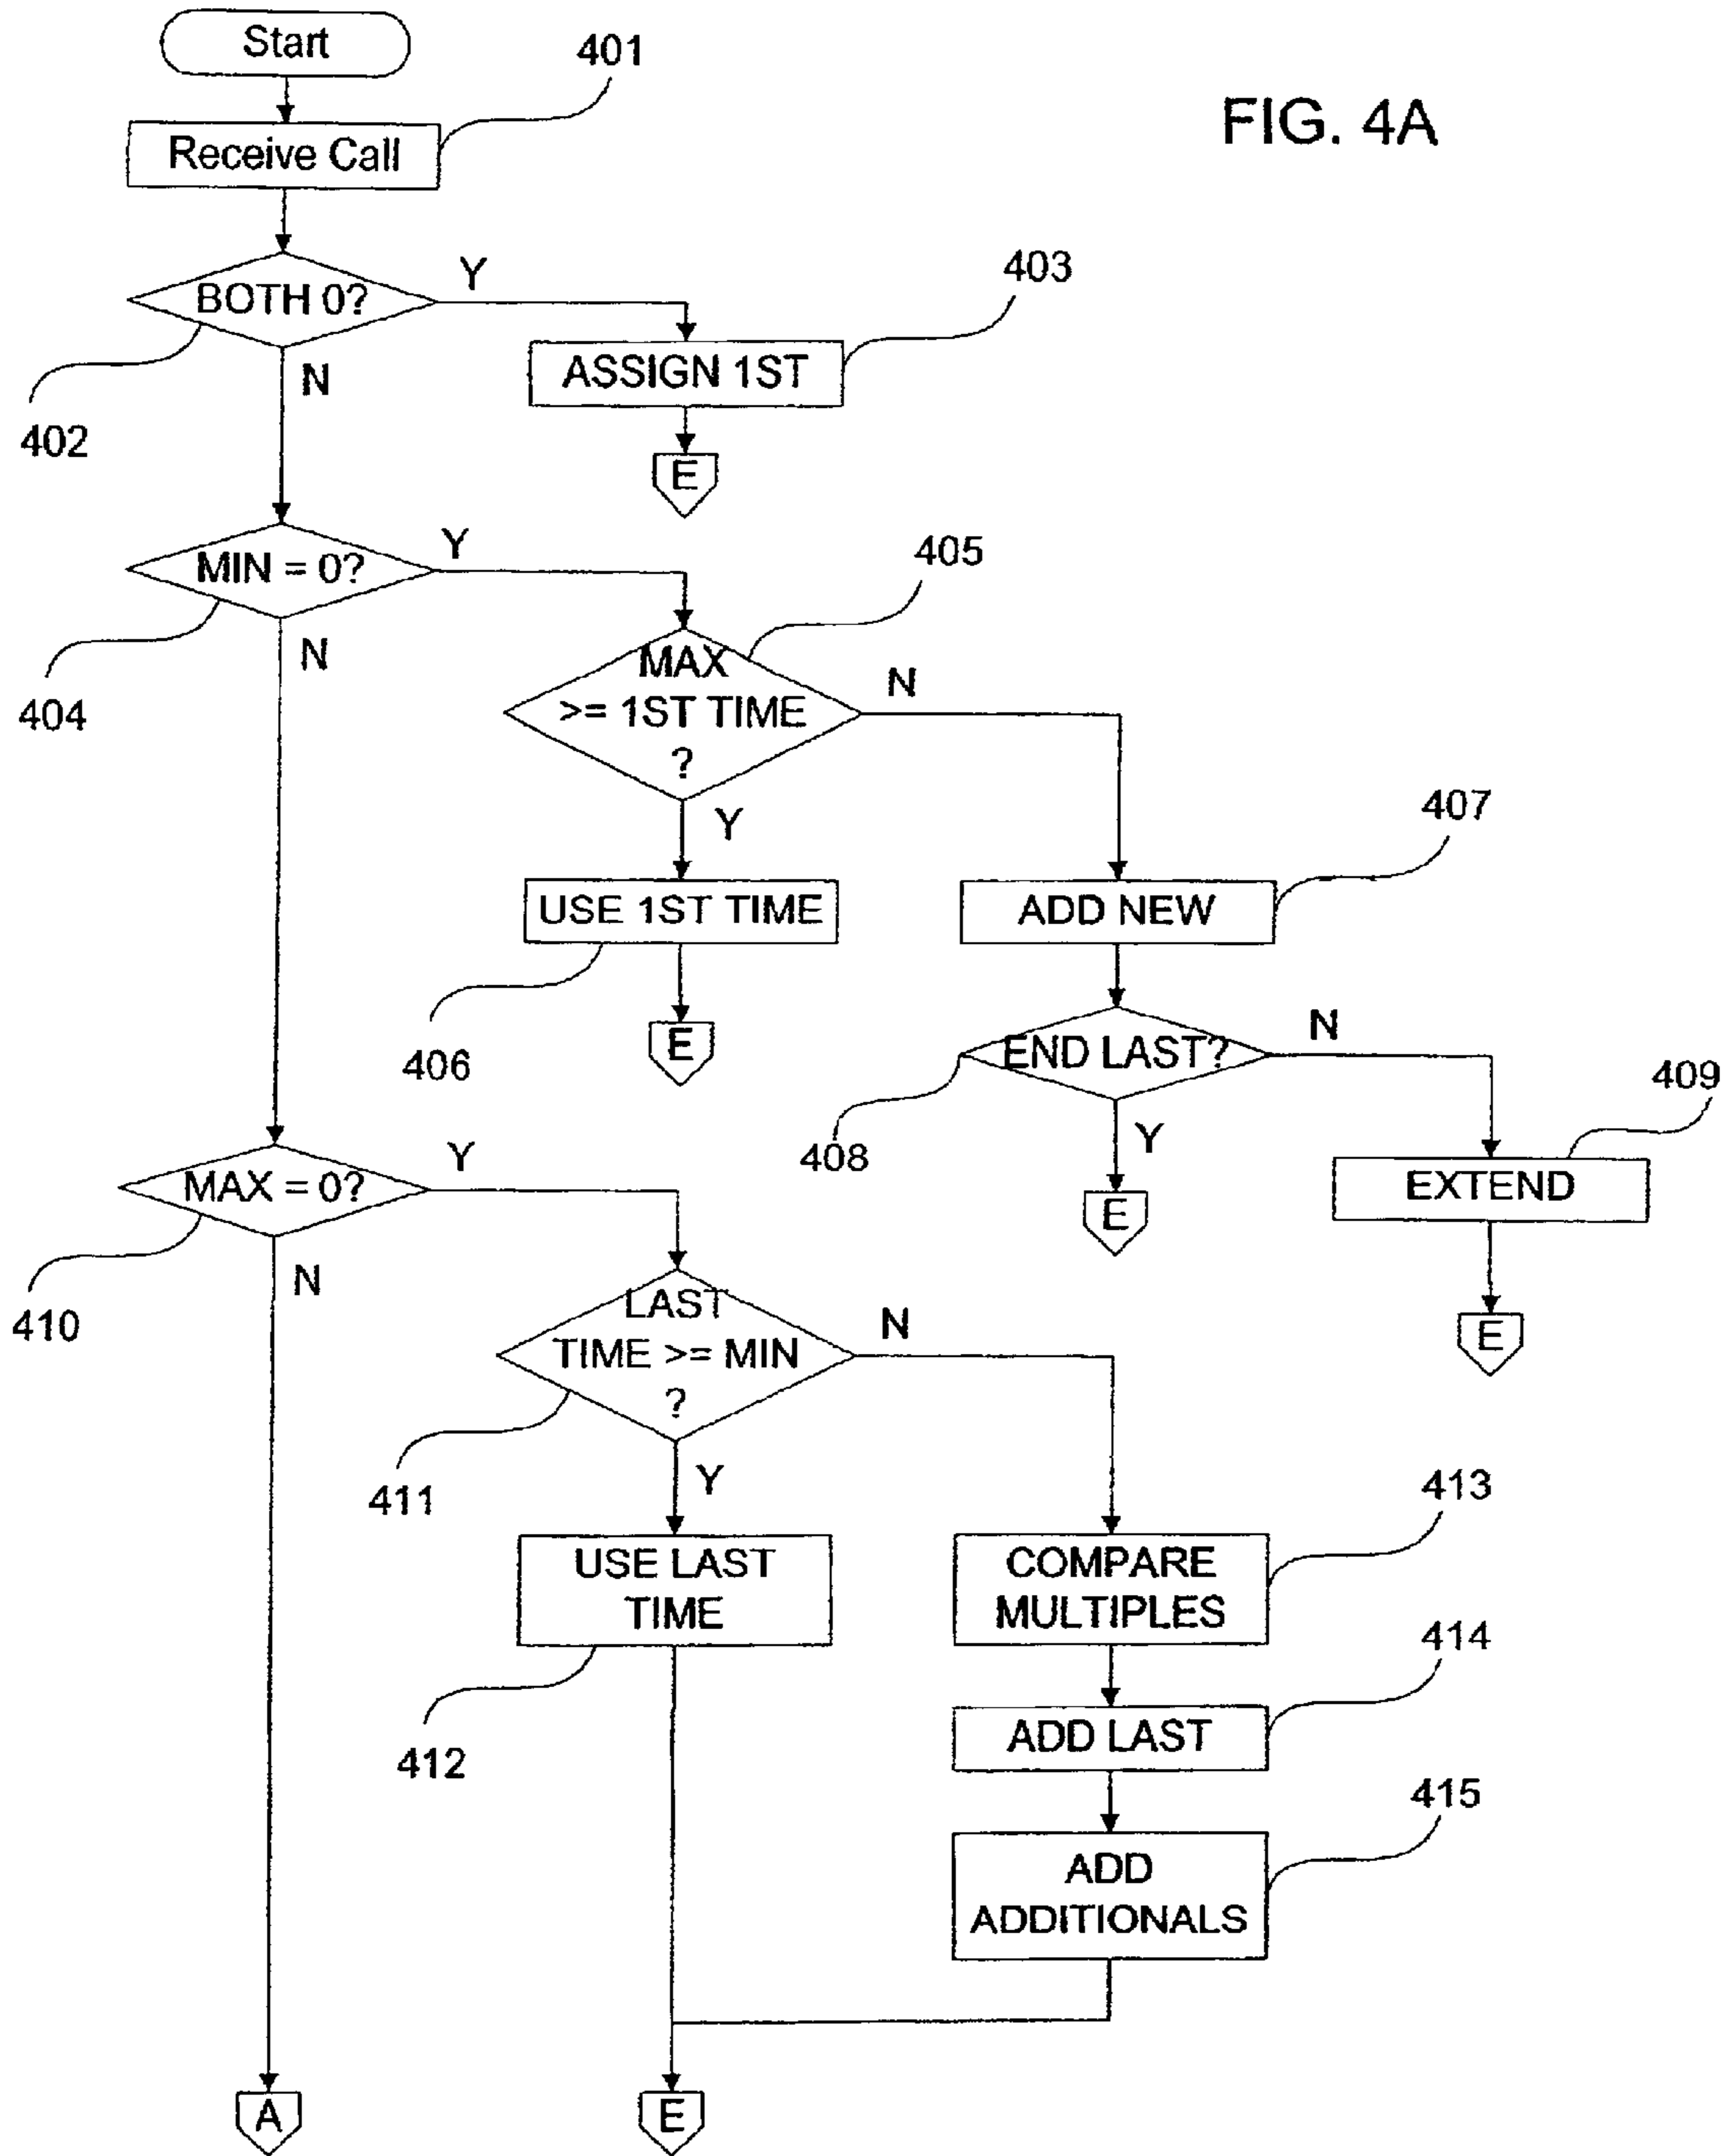 Start
401
FIG. 4A
Receive Call
BOTH 0?
Y
403
N
402
ASSIGN 1ST
E
MIN = 0?
Y
405
N
404
MAX
>= 1ST TIME
?
N
Y
407
USE 1ST TIME
ADD NEW
406
E
END LAST?
N
409
408
Y
E
EXTEND
E
MAX = 0?
Y
N
410
LAST
TIME >= MIN
?
N
411
Y
413
USE LAST
TIME
COMPARE
MULTIPLES
414
412
ADD LAST
415
ADD
ADDITIONALS
A
E